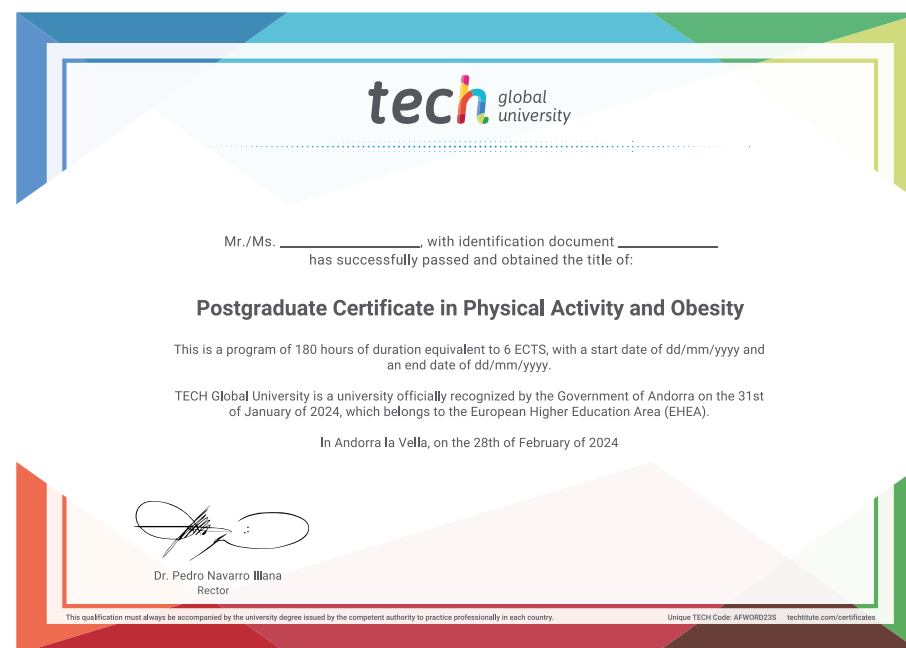 tech global
university
Mr./Ms. ____________, with identification document ____________
has successfully passed and obtained the title of:
Postgraduate Certificate in Physical Activity and Obesity
This is a program of 180 hours of duration equivalent to 6 ECTS, with a start date of dd/mm/yyyy and
an end date of dd/mm/yyyy.
TECH Global University is a university officially recognized by the Government of Andorra on the 31st
of January of 2024, which belongs to the European Higher Education Area (EHEA).
In Andorra la Vella, on the 28th of February of 2024
Dr. Pedro Navarro Illana
Rector
This qualification must always be accompanied by the university degree issued by the competent authority to practice professionally in each country.
Unique TECH Code: AFWORD23S techtitute.com/certificates